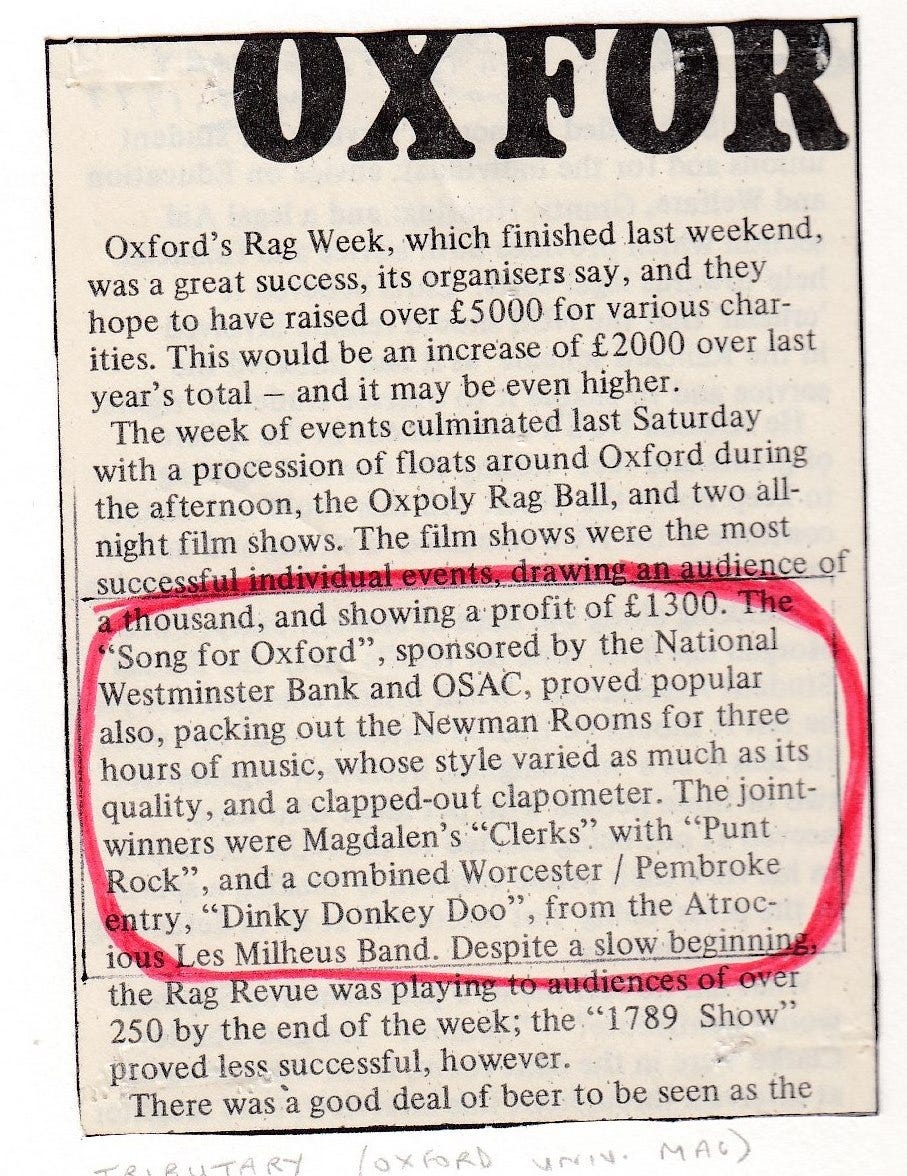 OXFOR
Oxford's Rag Week, which finished last weekend,
was a great success, its organisers say, and they
hope to have raised over £5000 for various char-
ities. This would be an increase of £2000 over last
year's total – and it may be even higher.
The week of events culminated last Saturday
with a procession of floats around Oxford during
the afternoon, the Oxpoly Rag Ball, and two all-
night film shows. The film shows were the most
successful individual events, drawing an audience of
a thousand, and showing a profit of £1300. The
“Song for Oxford”, sponsored by the National
Westminster Bank and OSAC, proved popular
also, packing out the Newman Rooms for three
hours of music, whose style varied as much as its
quality, and a clapped-out clapometer. The joint-
winners were Magdalen's “Clerks” with “Punt
Rock”, and a combined Worcester / Pembroke
entry, “Dinky Donkey Doo”, from the Atroc-
ious Les Milheus Band. Despite a slow beginning,
the Rag Revue was playing to audiences of over
250 by the end of the week; the “1789 Show”
proved less successful, however.
There was a good deal of beer to be seen as the
TRIBUTARY (OXFORD UNIV. MAG)